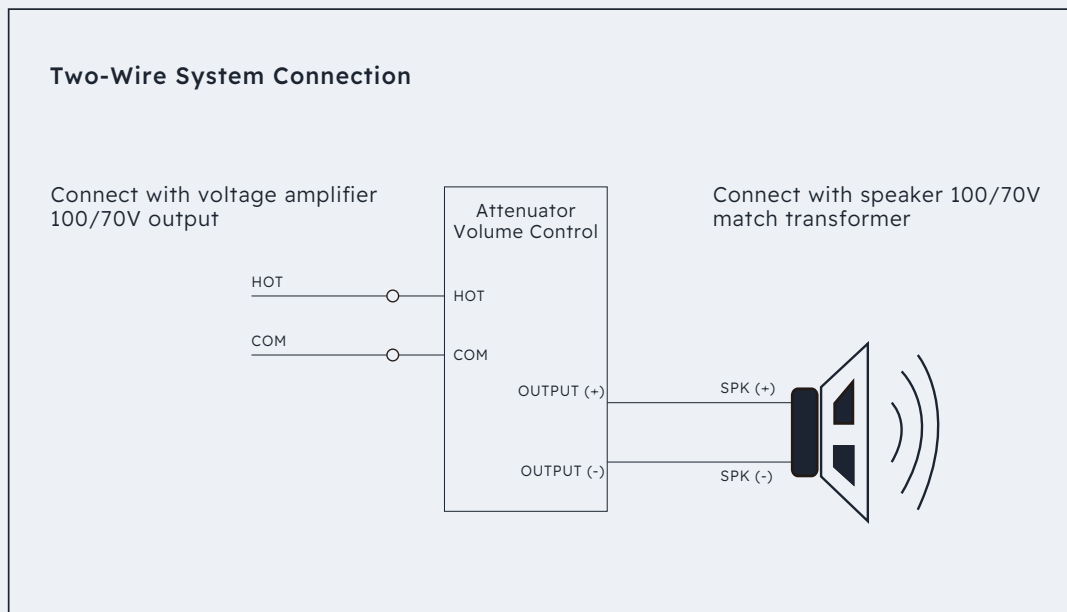 Two-Wire System Connection
Connect with voltage amplifier
100/70V output
Attenuator
Volume Control
Connect with speaker 100/70V
match transformer
HOT
HOT
COM
COM
OUTPUT (+)
SPK (+)
OUTPUT (-)
SPK (-)